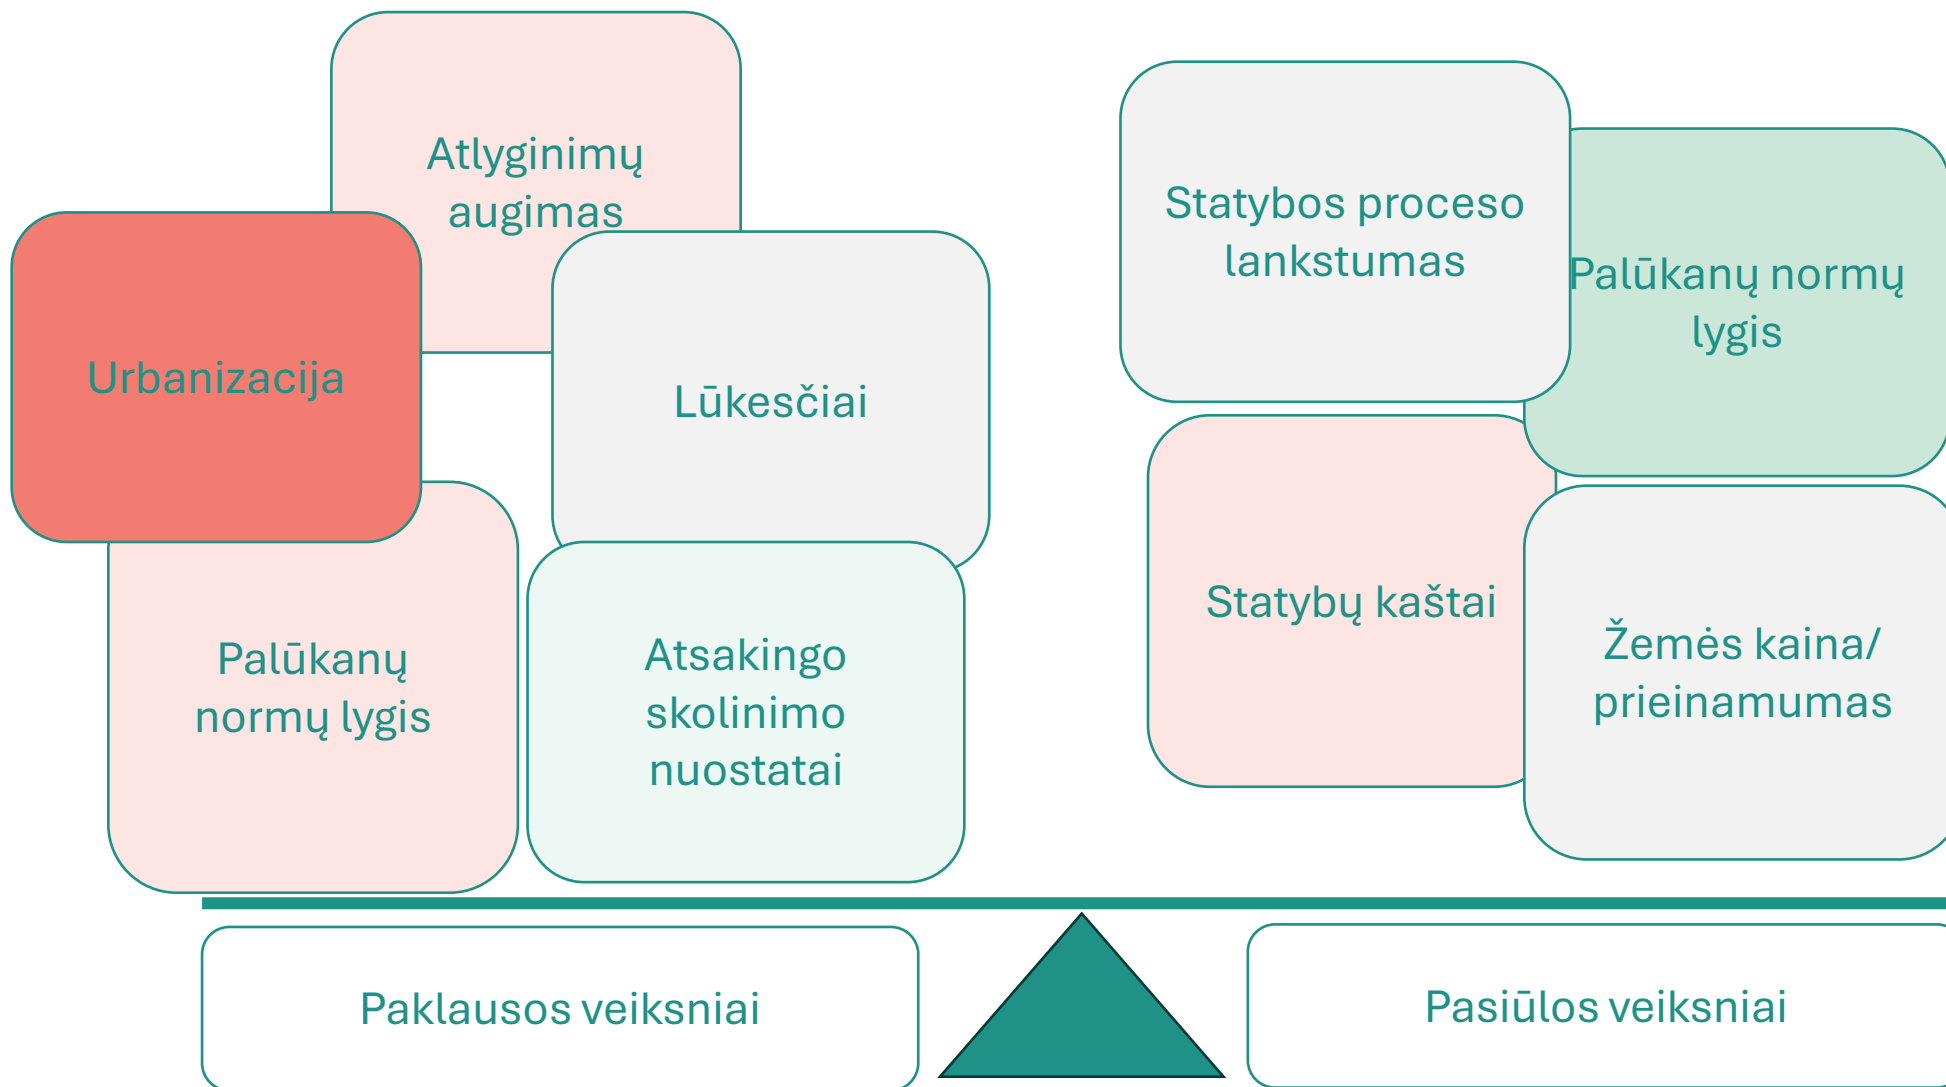 Atlyginimų
augimas
Urbanizacija
Lūkesčiai
Palūkanų
normų lygis
Atsakingo
skolinimo
nuostatai
Statybos proceso
lankstumas
Palūkanų normų
lygis
Statybų kaštai
Žemės kaina/
prieinamumas
Paklausos veiksniai
Pasiūlos veiksniai